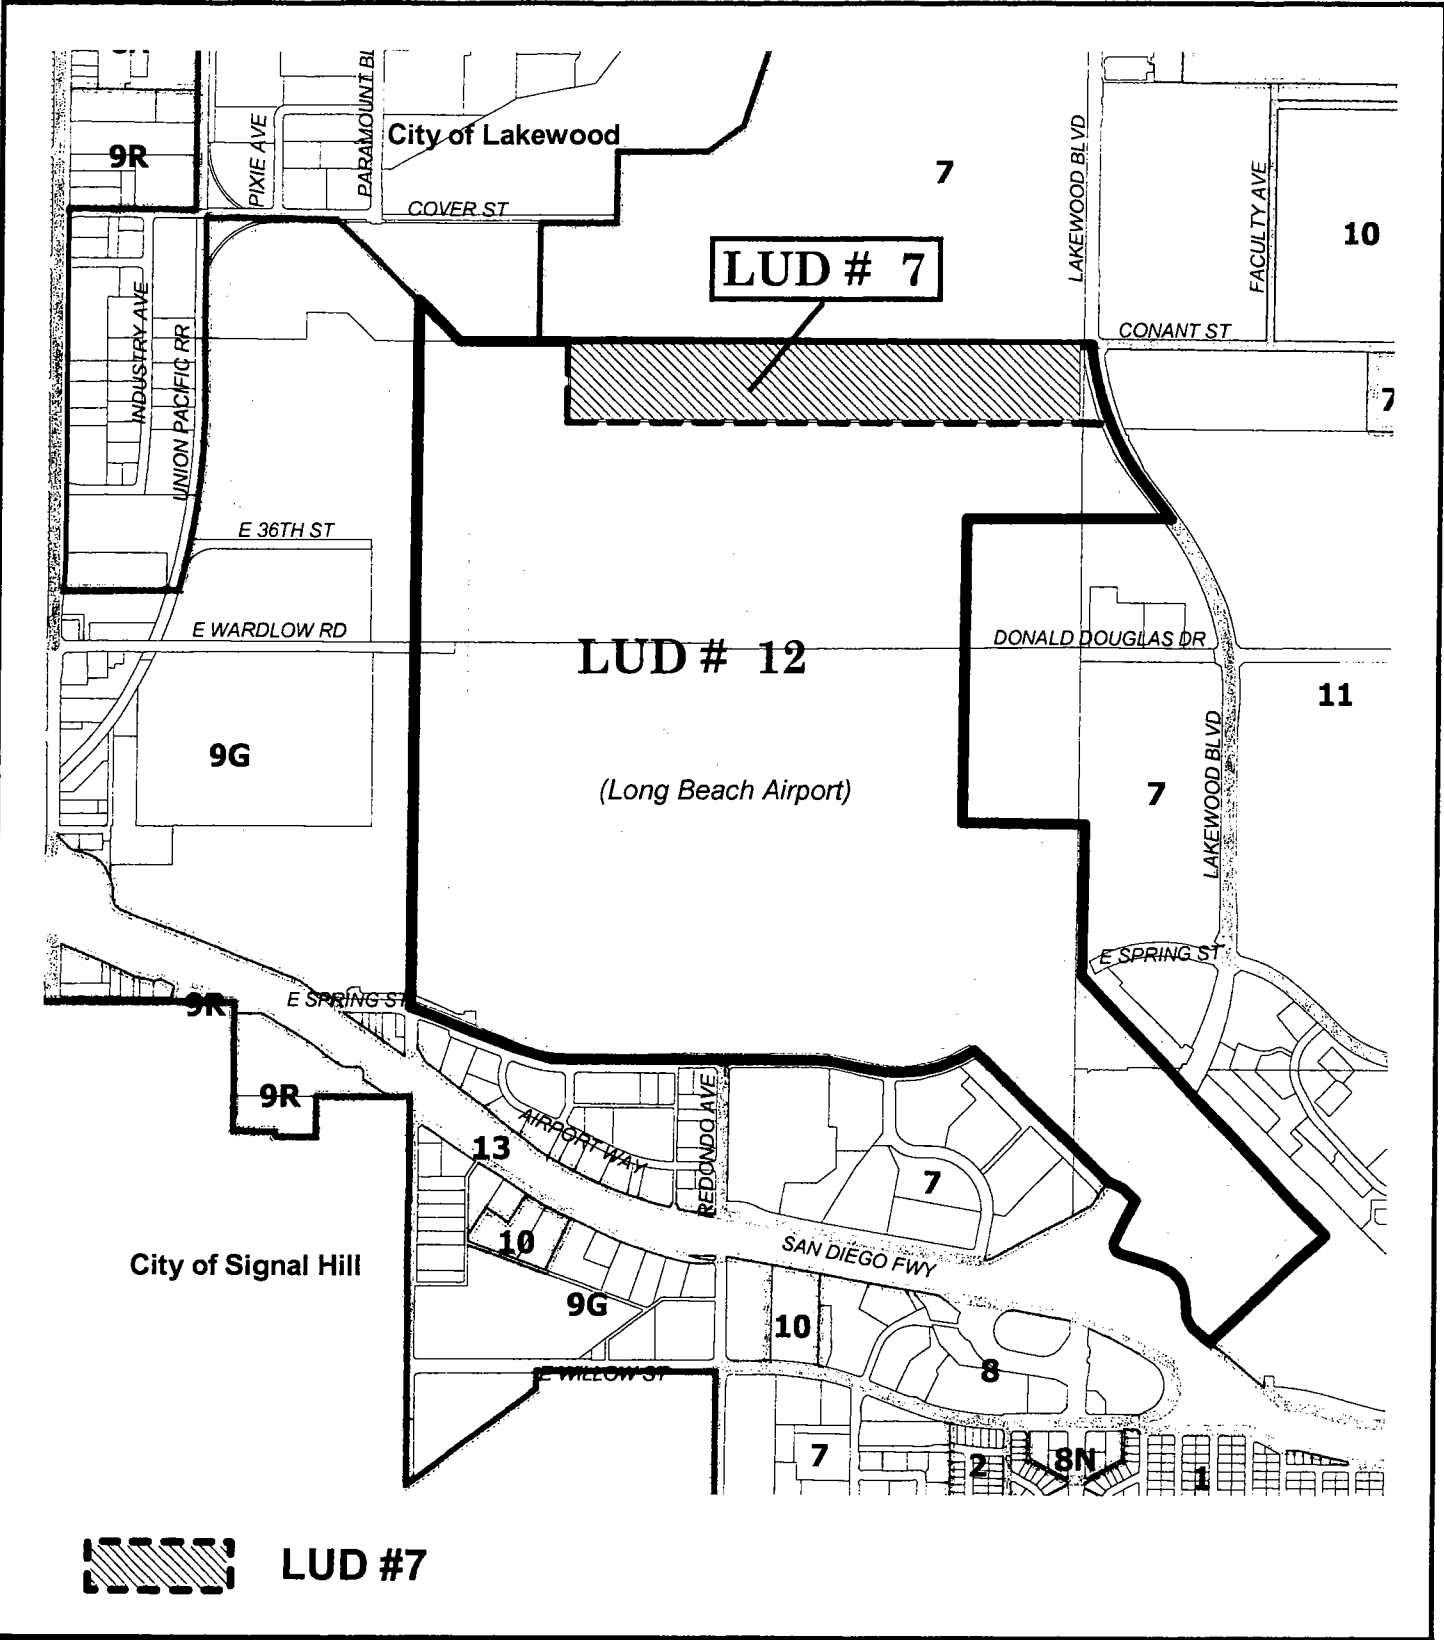 PIXIE AVE
PARAMOUNT BL
City of Lakewood
9R
COVER ST
7
LAKEWOOD BLVD
FACULTY AVE
10
LUD # 7
CONANT ST
7
INDUSTRY AVE
UNION PACIFIC RR
E 36TH ST
E WARDLOW RD
LUD # 12
DONALD DOUGLAS DR
11
9G
(Long Beach Airport)
7
LAKEWOOD BLVD
E SPRING ST
9R
E SPRING ST
9R
AIRPORT WAY
REDONDO AVE
13
7
10
SAN DIEGO FWY
City of Signal Hill
9G
10
8
E WILLOW ST
7
2
8N
1
LUD #7